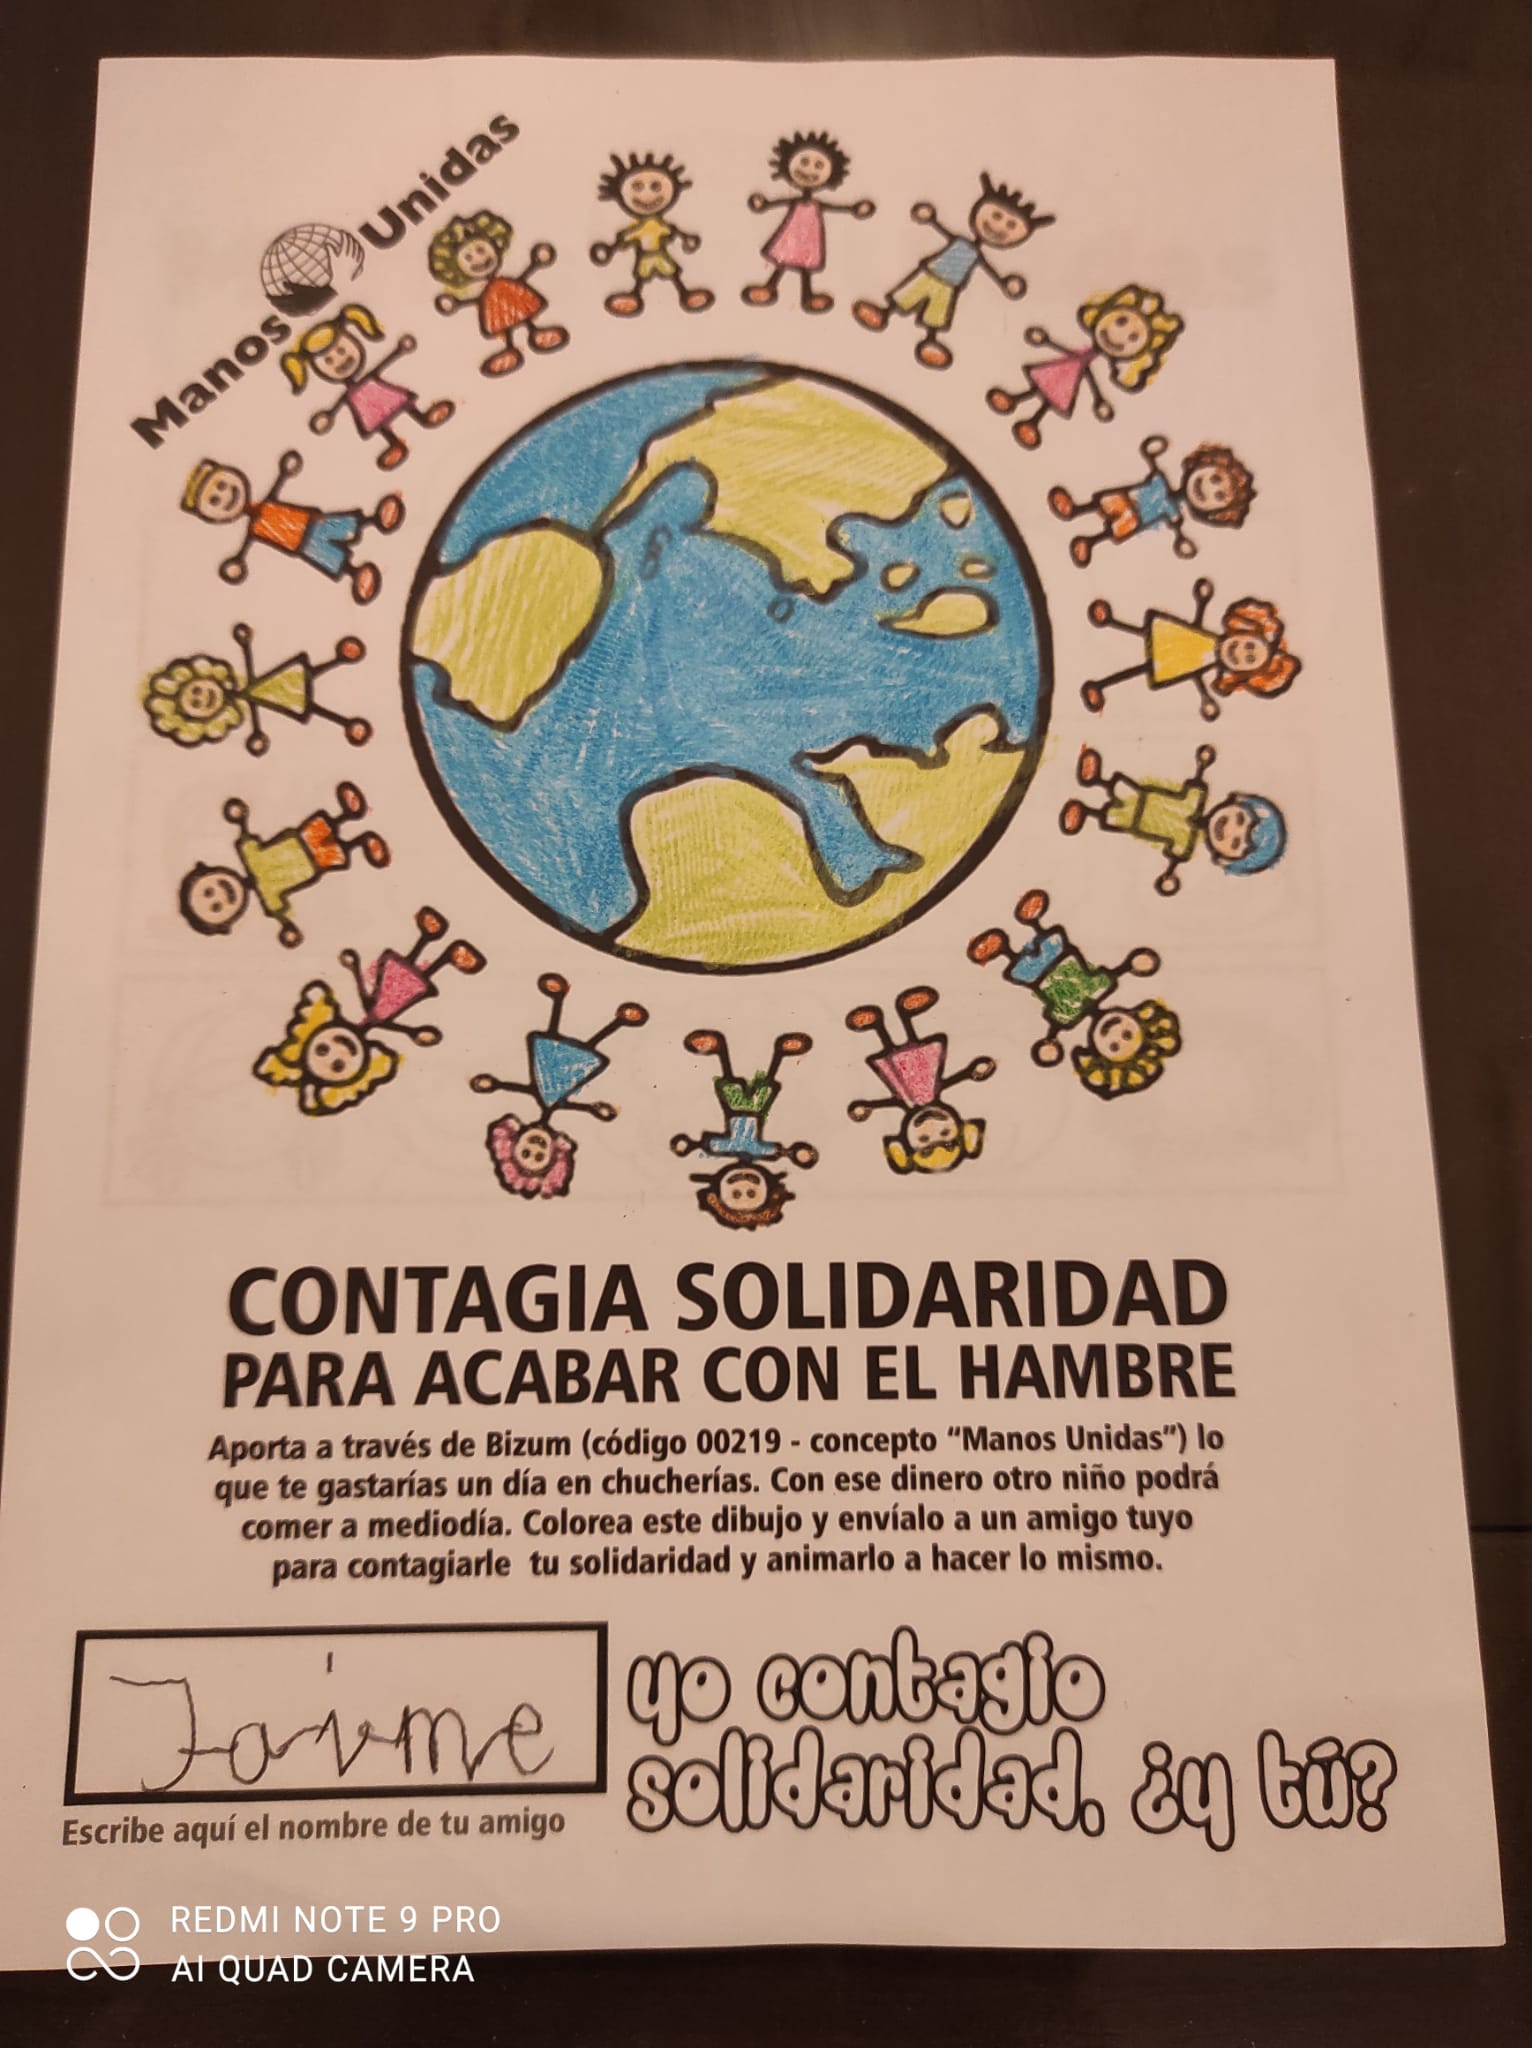 Manos Unidas
CONTAGIA SOLIDARIDAD
PARA ACABAR CON EL HAMBRE
Aporta a través de Bizum (código 00219 - concepto “Manos Unidas”) lo
que te gastarías un día en chucherías. Con ese dinero otro niño podrá
comer a mediodía. Colorea este dibujo y envíalo a un amigo tuyo
para contagiarle tu solidaridad y animarlo a hacer lo mismo.
Jaime
Escribe aquí el nombre de tu amigo
yo contagio
solidaridad. ¿y tú?
REDMI NOTE 9 PRO
AI QUAD CAMERA